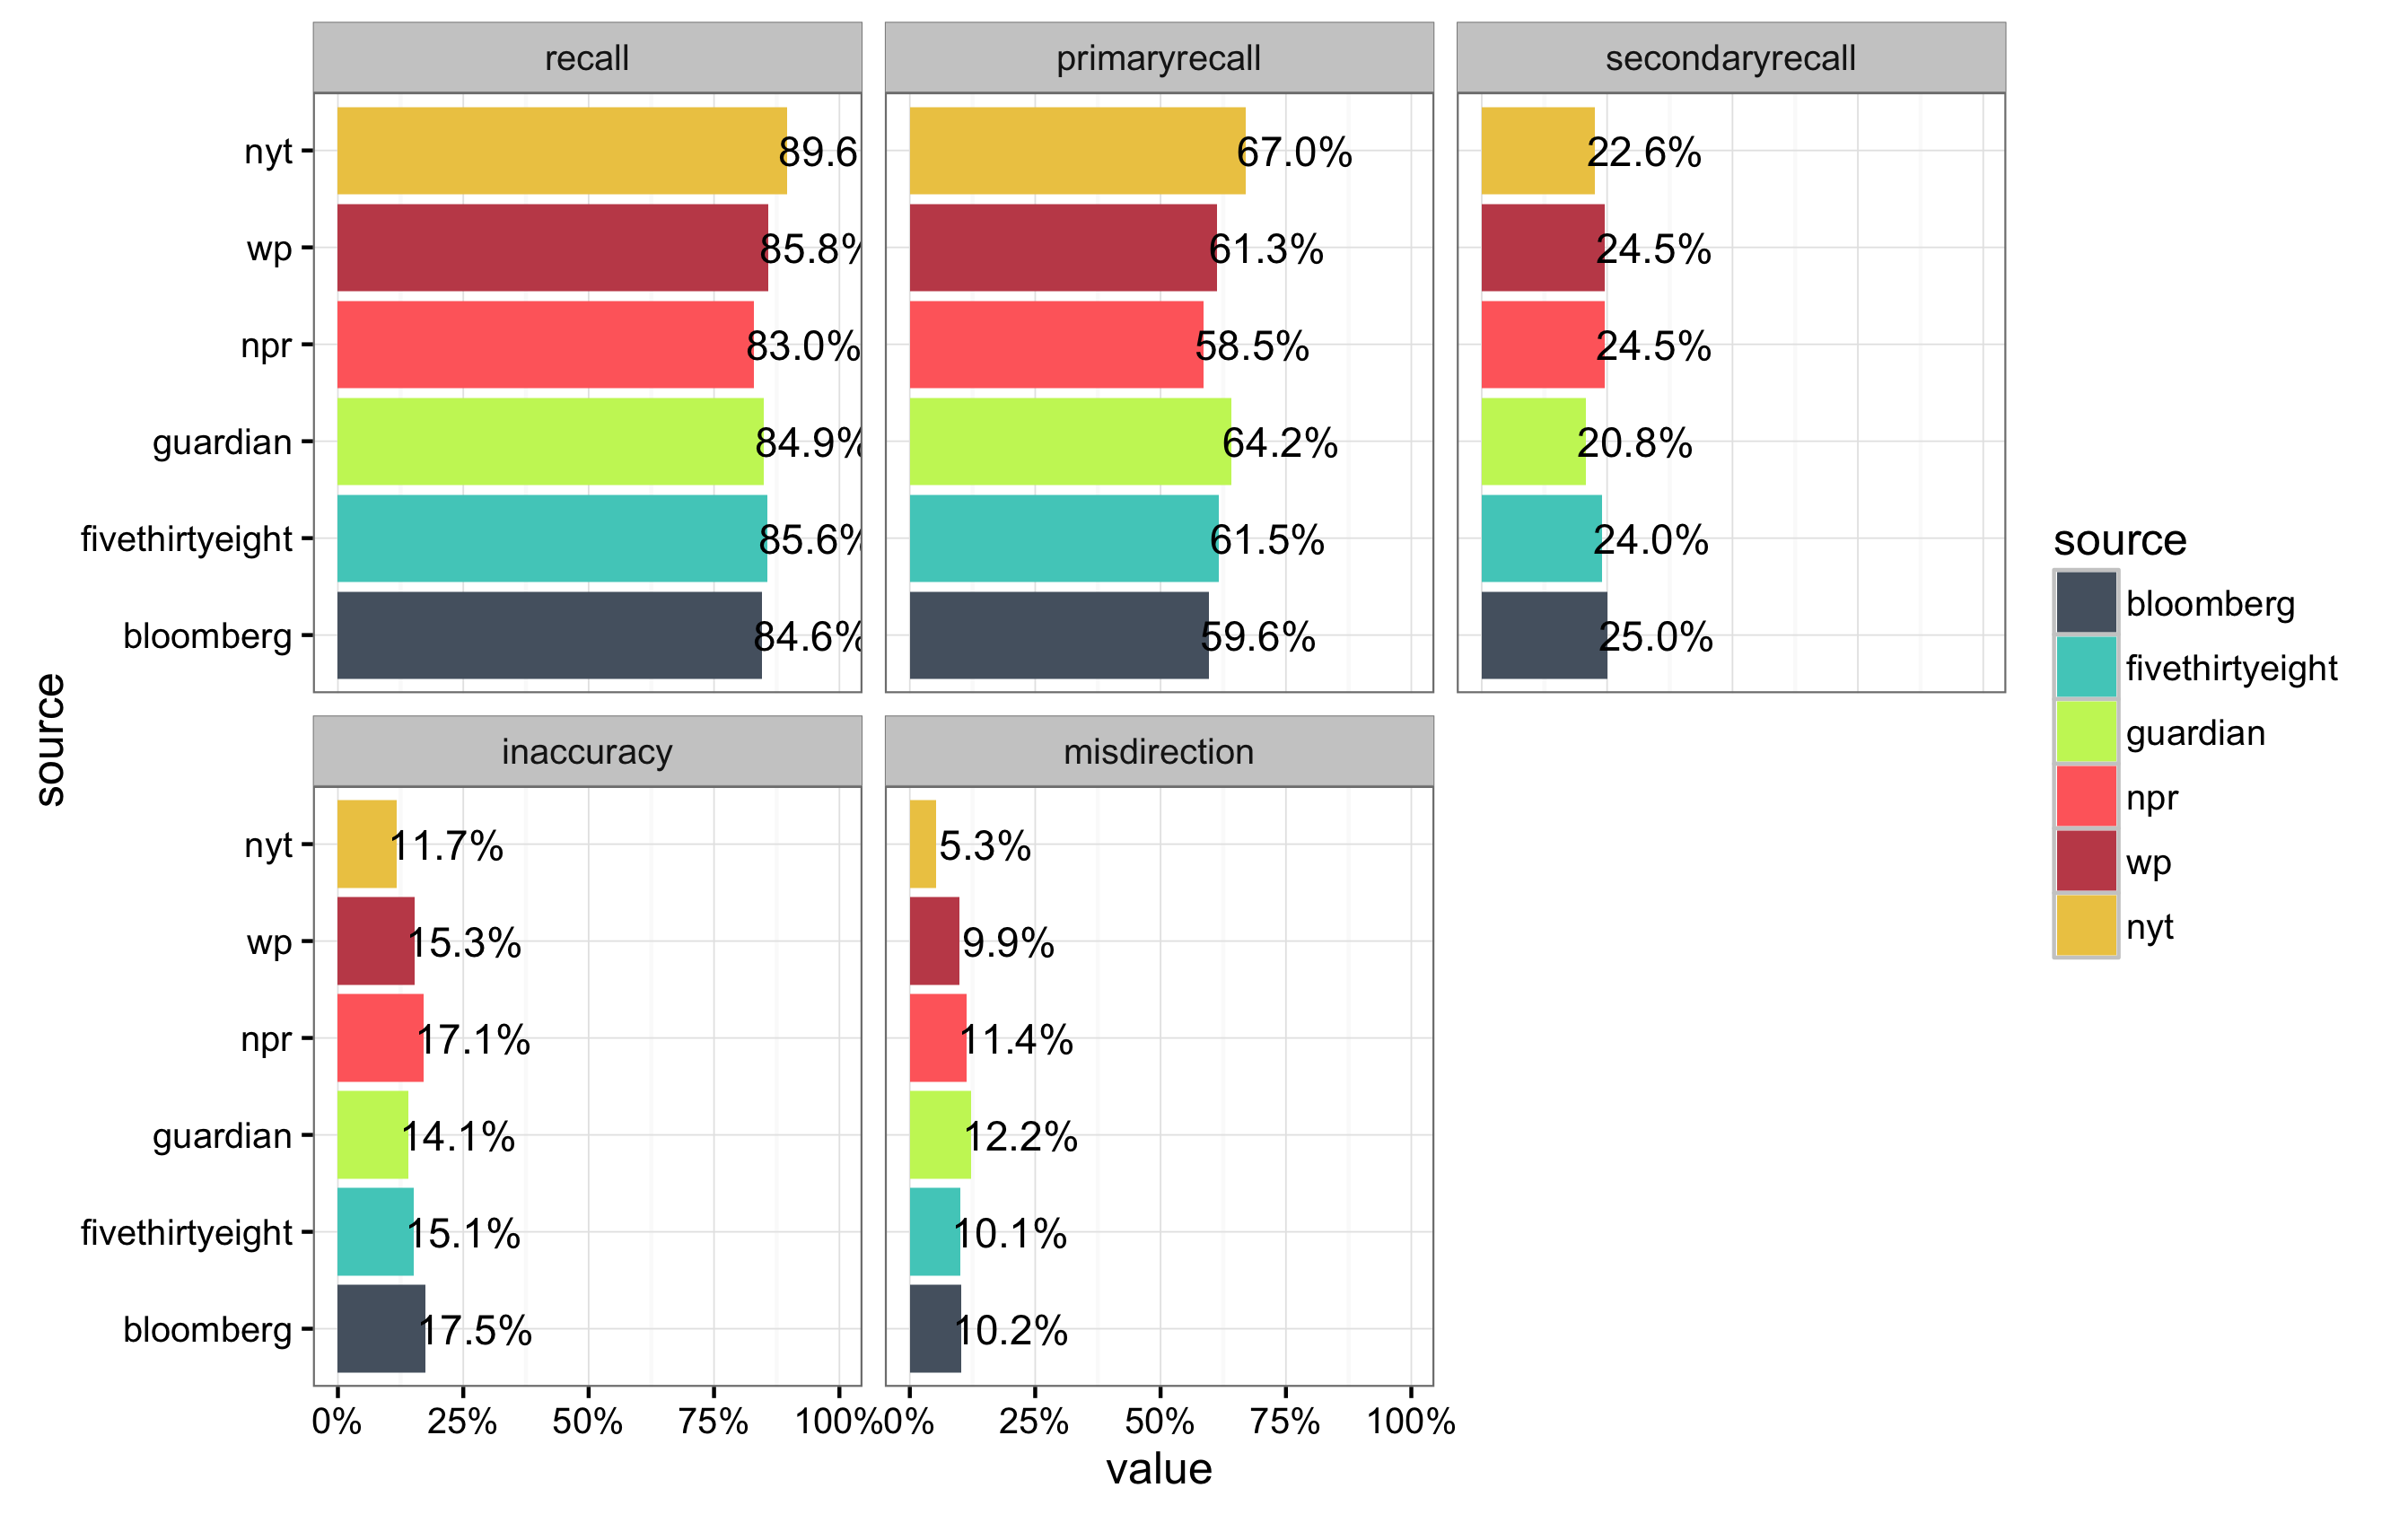 recall
primaryrecall
secondaryrecall
nyt
89.6
67.0%
22.6%
wp
85.8%
61.3%
24.5%
npr
83.0%
58.5%
24.5%
guardian
84.9%
64.2%
20.8%
fivethirtyeight
85.6%
61.5%
24.0%
bloomberg
84.6%
59.6%
25.0%
source
inaccuracy
misdirection
nyt
11.7%
5.3%
wp
15.3%
9.9%
npr
17.1%
11.4%
guardian
14.1%
12.2%
fivethirtyeight
15.1%
10.1%
bloomberg
17.5%
10.2%
0% 25% 50% 75% 100%
0% 25% 50% 75% 100%
value
source
bloomberg
fivethirtyeight
guardian
npr
wp
nyt